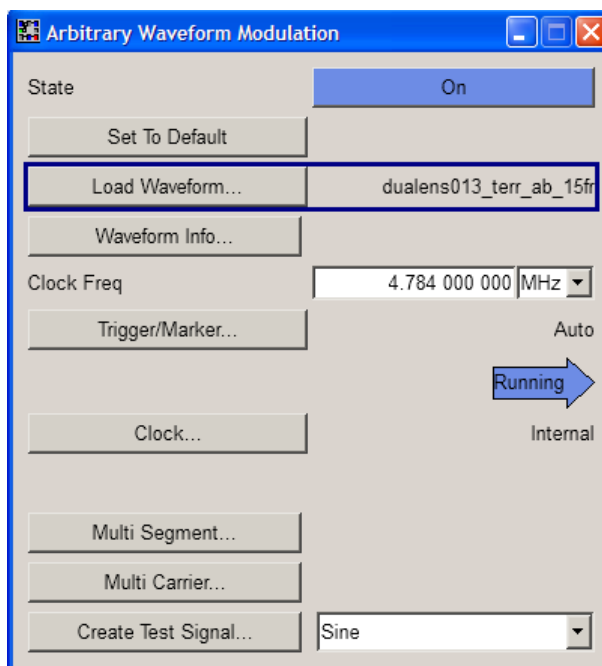 Arbitrary Waveform Modulation
State On
Set To Default
Load Waveform... dualens013_terr_ab_15fr
Waveform Info...
Clock Freq 4.784 000 000 MHz
Trigger/Marker... Auto
Running
Clock... Internal
Multi Segment...
Multi Carrier...
Create Test Signal... Sine